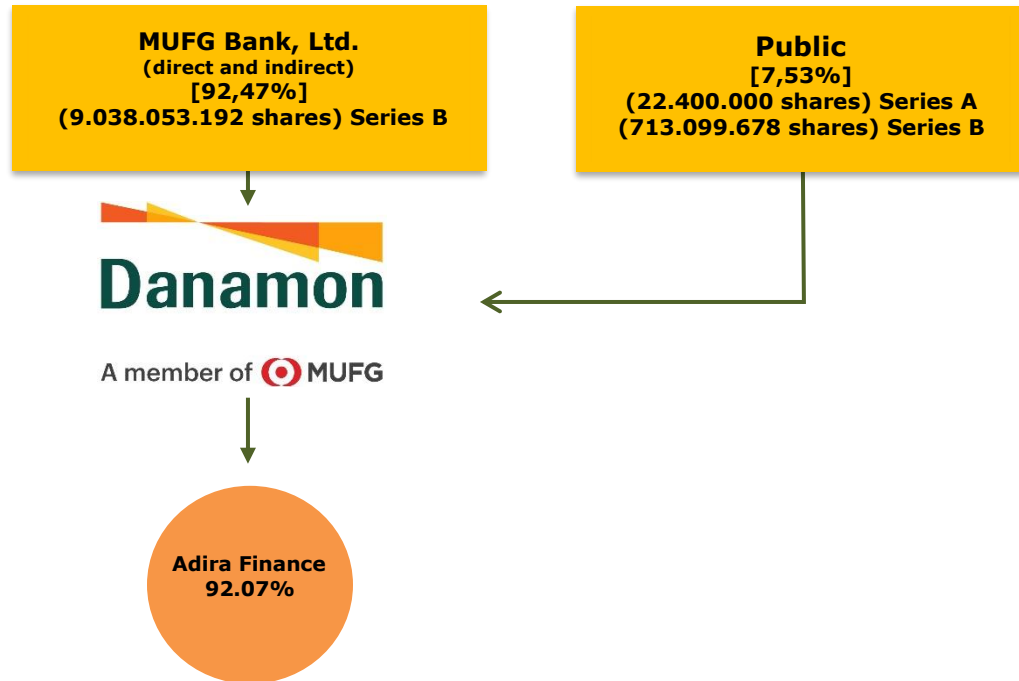 MUFG Bank, Ltd.
(direct and indirect)
[92,47%]
(9.038.053.192 shares) Series B
Public
[7,53%]
(22.400.000 shares) Series A
(713.099.678 shares) Series B
Danamon
A member of MUFG
Adira Finance
92.07%